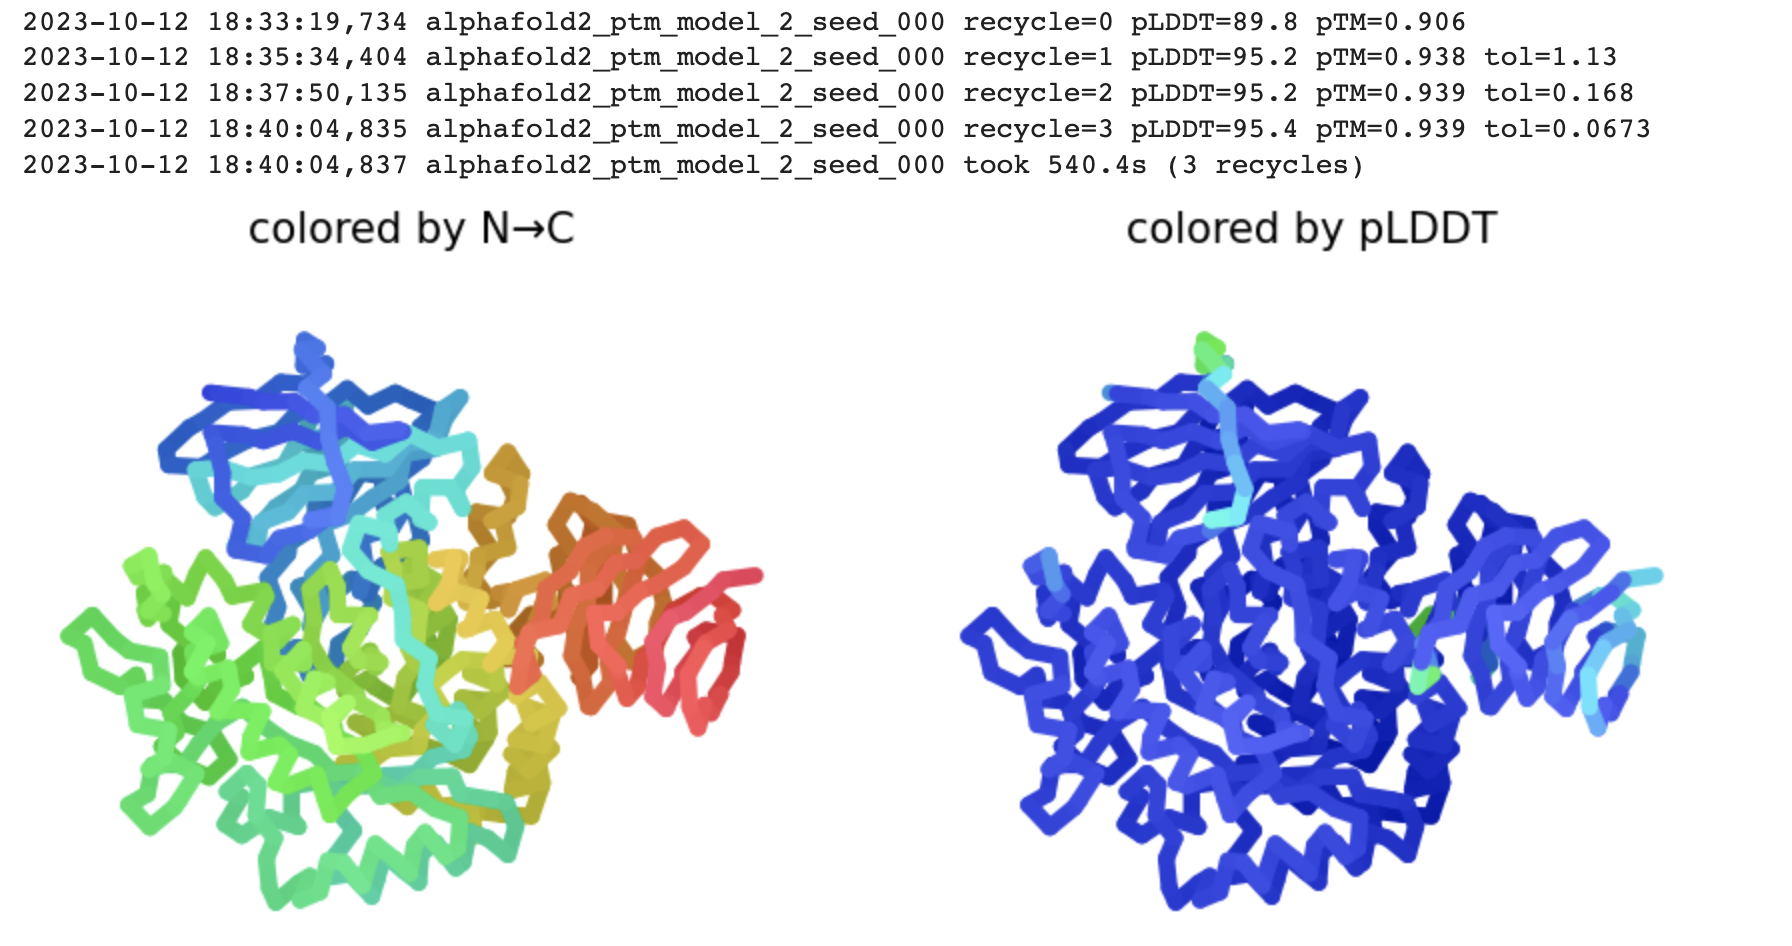 2023-10-12 18:33:19,734 alphafold2_ptm_model_2_seed_000 recycle=0 pLDDT=89.8 pTM=0.906
2023-10-12 18:35:34,404 alphafold2_ptm_model_2_seed_000 recycle=1 pLDDT=95.2 pTM=0.938 tol=1.13
2023-10-12 18:37:50,135 alphafold2_ptm_model_2_seed_000 recycle=2 pLDDT=95.2 pTM=0.939 tol=0.168
2023-10-12 18:40:04,835 alphafold2_ptm_model_2_seed_000 recycle=3 pLDDT=95.4 pTM=0.939 tol=0.0673
2023-10-12 18:40:04,837 alphafold2_ptm_model_2_seed_000 took 540.4s (3 recycles)
colored by N→C
colored by pLDDT